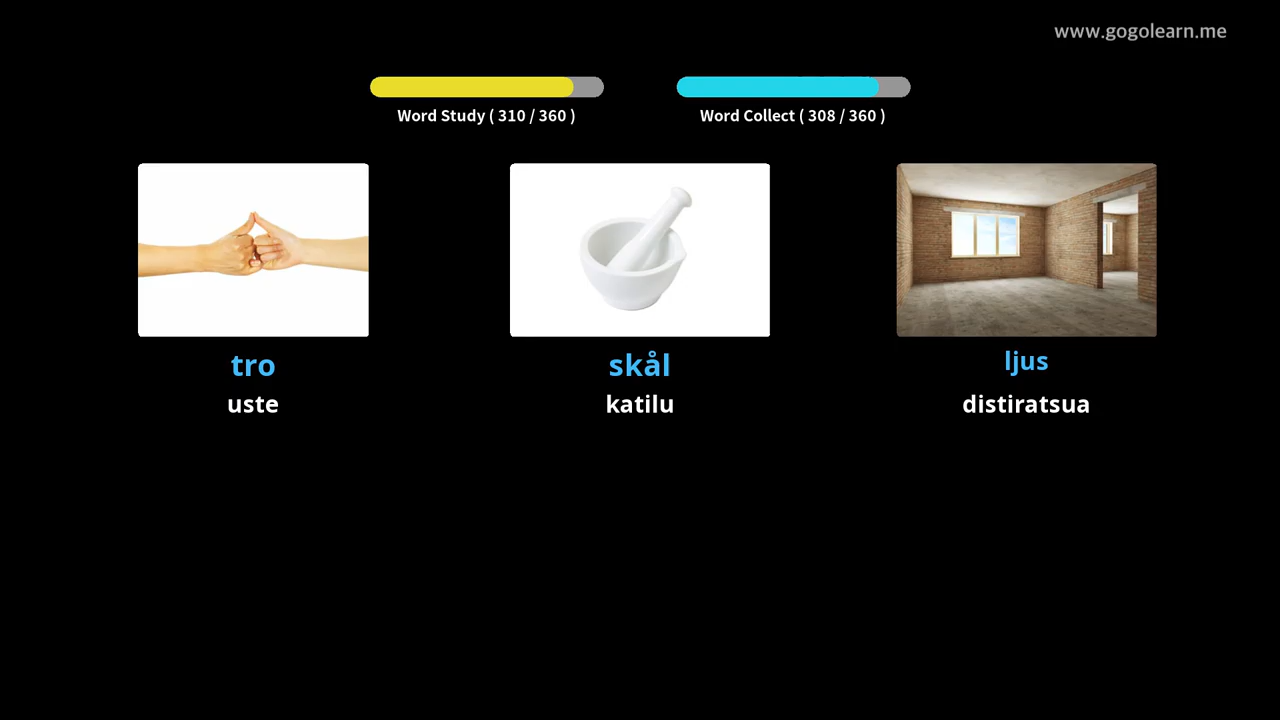 www.gogolearn.me
Word Study ( 310 / 360 )
Word Collect ( 308 / 360 )
tro
skål
ljus
uste
katilu
distiratsua